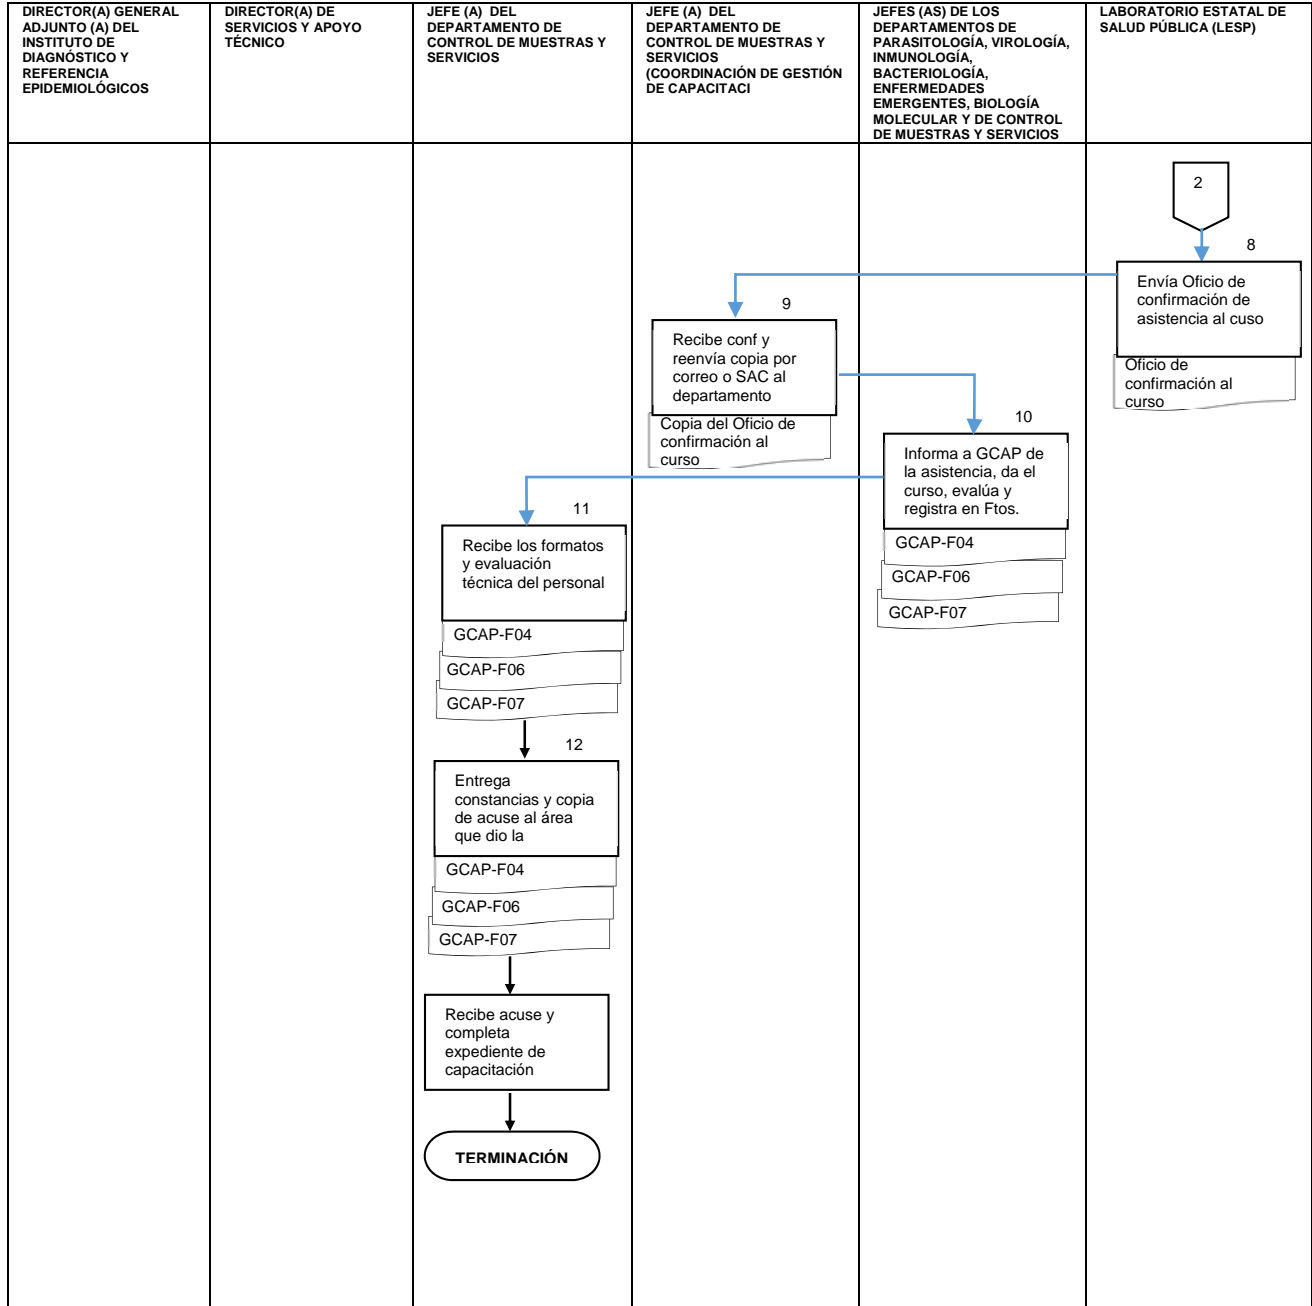 DIRECTOR(A) GENERAL
ADJUNTO (A) DEL
INSTITUTO DE
DIAGNÓSTICO Y
REFERENCIA
EPIDEMIOLÓGICOS
DIRECTOR(A) DE
SERVICIOS Y APOYO
TÉCNICO
JEFE (A) DEL
DEPARTAMENTO DE
CONTROL DE MUESTRAS Y
SERVICIOS
JEFE (A) DEL
DEPARTAMENTO DE
CONTROL DE MUESTRAS Y
SERVICIOS
(COORDINACIÓN DE GESTIÓN
DE CAPACITACI
JEFES (AS) DE LOS
DEPARTAMENTOS DE
PARASITOLOGÍA, VIROLOGÍA,
INMUNOLOGÍA,
BACTERIOLOGÍA,
ENFERMEDADES
EMERGENTES, BIOLOGÍA
MOLECULAR Y DE CONTROL
DE MUESTRAS Y SERVICIOS
LABORATORIO ESTATAL DE
SALUD PÚBLICA (LESP)
2
8
Envía Oficio de
confirmación de
asistencia al cuso
Oficio de
confirmación al
curso
9
Recibe conf y
reenvía copia por
correo o SAC al
departamento
Copia del Oficio de
confirmación al
curso
10
Informa a GCAP de
la asistencia, da el
curso, evalúa y
registra en Ftos.
GCAP-F04
GCAP-F06
GCAP-F07
11
Recibe los formatos
y evaluación
técnica del personal
GCAP-F04
GCAP-F06
GCAP-F07
12
Entrega
constancias y copia
de acuse al área
que dio la
GCAP-F04
GCAP-F06
GCAP-F07
Recibe acuse y
completa
expediente de
capacitación
TERMINACIÓN